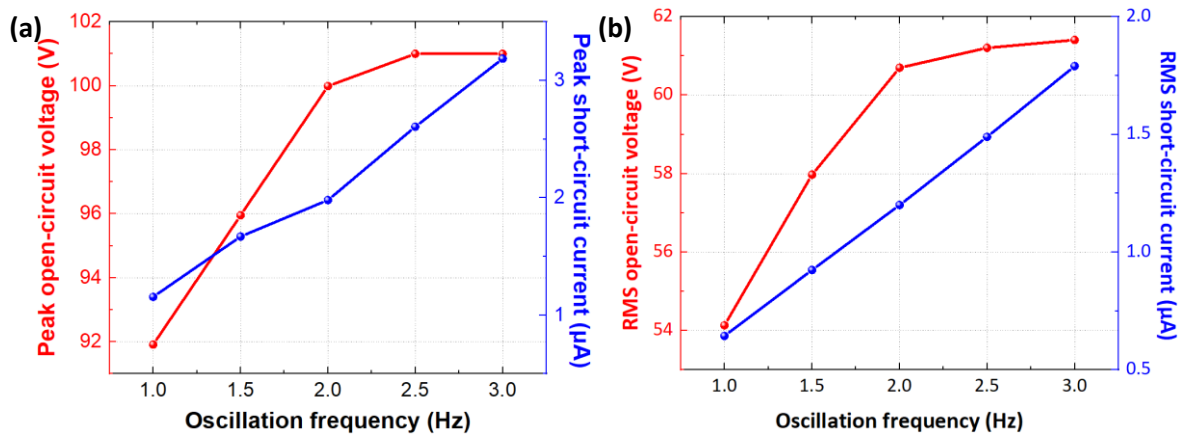 (a)
Peak open-circuit voltage (V)
102
100
98
96
94
92
3
2
1
Peak short-circuit current (µA)
1.0 1.5 2.0 2.5 3.0
Oscillation frequency (Hz)
(b)
RMS open-circuit voltage (V)
62
60
58
56
54
2.0
1.5
1.0
0.5
RMS short-circuit current (µA)
1.0 1.5 2.0 2.5 3.0
Oscillation frequency (Hz)